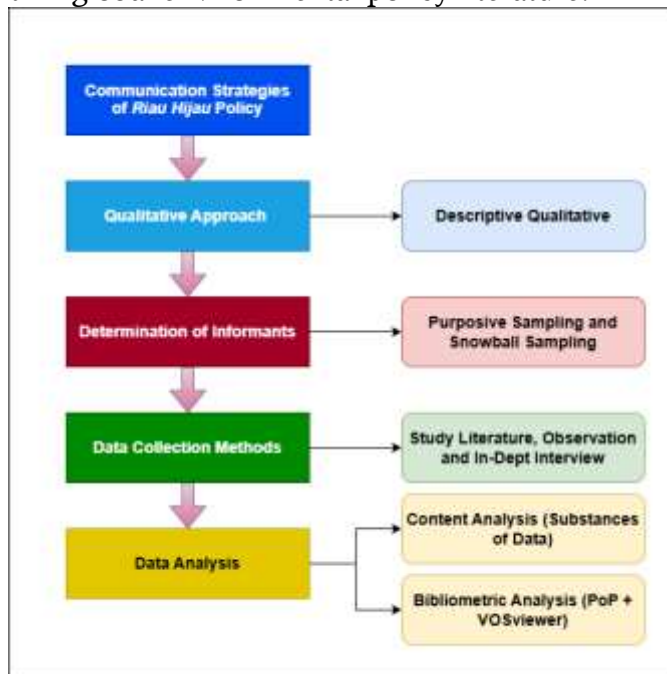 Communication Strategies
of Riau Hijau Policy
Qualitative Approach
Descriptive Qualitative
Determination of Informants
Purposive Sampling and
Snowball Sampling
Data Collection Methods
Study Literature, Observation
and In-Dept Interview
Data Analysis
Content Analysis (Substances
of Data)
Bibliometric Analysis (PoP +
VOSviewer)